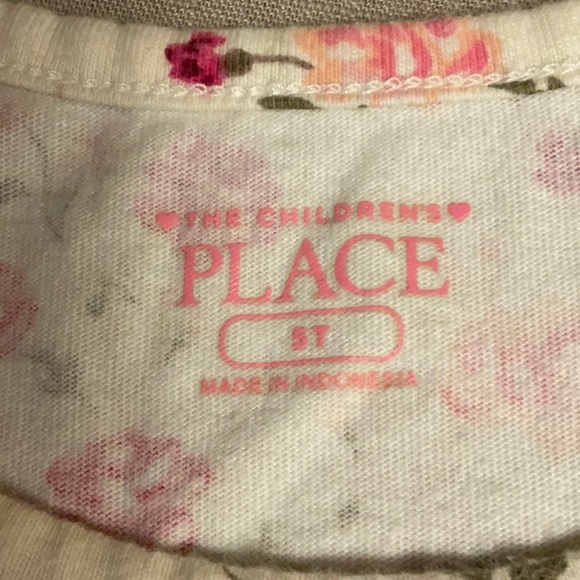 ♥THE CHILDREN'S♥
PLACE
5T
MADE IN INDONESIA